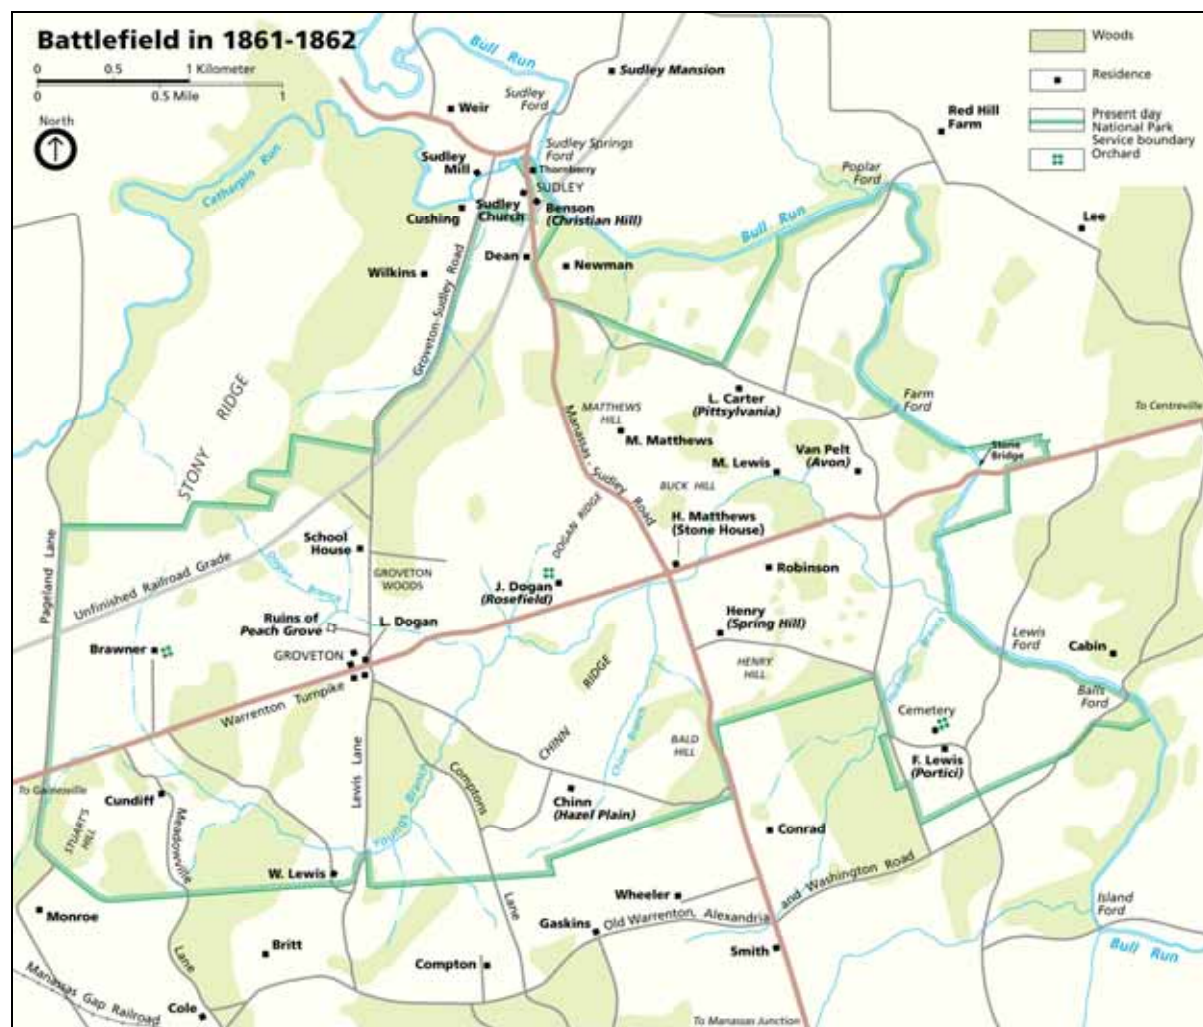 Battlefield in 1861-1862
0 0.5 1 Kilometer
0 0.5 Mile 1
North
Woods
Residence
Present day
National Park
Service boundary
Orchard
Bull Run
Sudley Mansion
Sudley
Ford
Weir
Red Hill
Farm
Sudley Springs
Ford
Sudley
Mill
Thornberry
SUDLEY
Poplar
Ford
Catharpin Run
Cushing
Sudley
Church
Benson
(Christian Hill)
Bull Run
Lee
Dean
Newman
Wilkins
Groveton-Sudley Road
STONY RIDGE
L. Carter
(Pittsylvania)
Farm
Ford
To Centreville
MATTHEWS
HILL
M. Matthews
Manassas - Sudley Road
M. Lewis
Van Pelt
(Avon)
Stone
Bridge
BUCK HILL
DOGAN RIDGE
H. Matthews
(Stone House)
School
House
Pageland Lane
Unfinished Railroad Grade
Dogan Branch
GROVETON
WOODS
J. Dogan
(Rosefield)
Robinson
Ruins of
Peach Grove
L. Dogan
Henry
(Spring Hill)
Lewis
Ford
Cabin
Brawner
GROVETON
HENRY
HILL
Balls
Ford
Warrenton Turnpike
CHINN RIDGE
Chinn Branch
BALD
HILL
Cemetery
F. Lewis
(Portici)
To Gainesville
Cundiff
Lewis Lane
Youngs Branch
Comptons
Lane
Chinn
(Hazel Plain)
STUART'S
HILL
Meadowville
Lane
Conrad
W. Lewis
Wheeler
Old Warrenton, Alexandria and Washington Road
Island
Ford
Monroe
Gaskins
Britt
Compton
Smith
Bull Run
Manassas Gap Railroad
Cole
To Manassas Junction